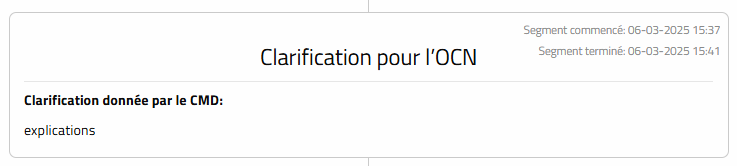 Segment commencé: 06-03-2025 15:37
Clarification pour l’OCN
Segment terminé: 06-03-2025 15:41
Clarification donnée par le CMD:
explications